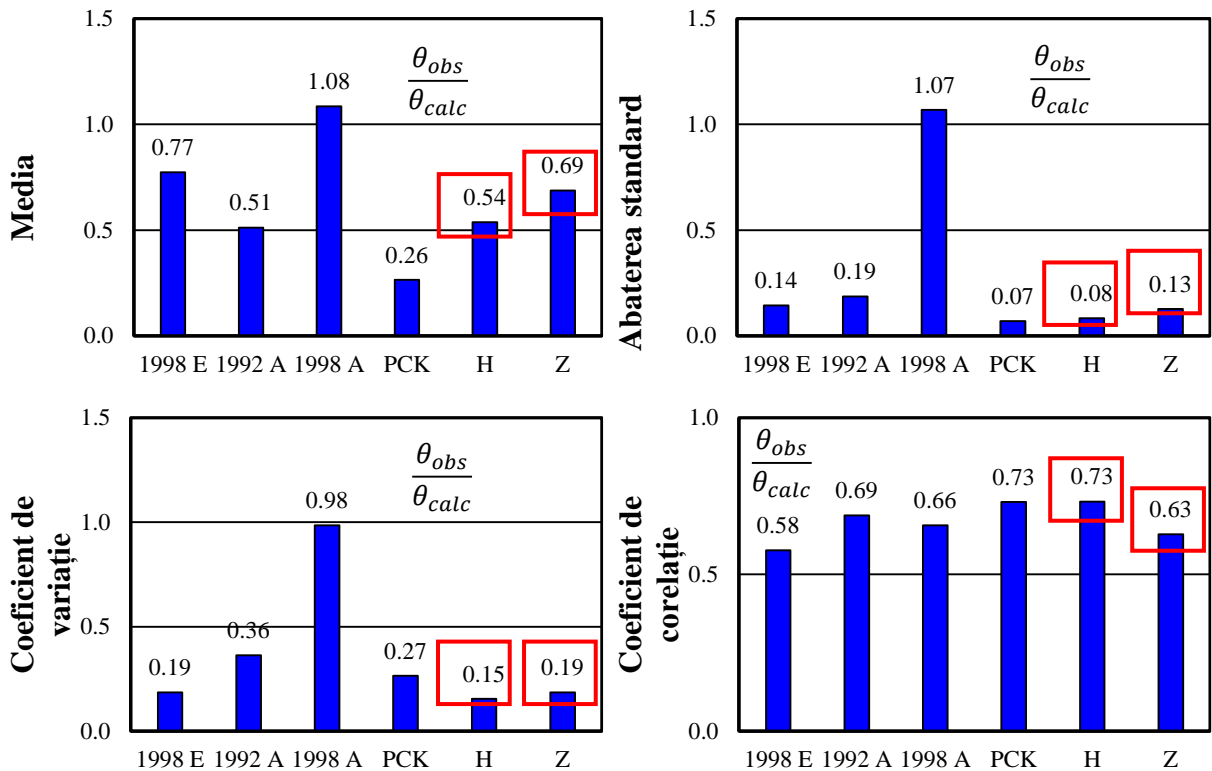 Media
1.5
1.0
0.5
0.0
θobs
θcalc
0.77
0.51
1.08
0.26
0.54
0.69
1998 E 1992 A 1998 A PCK H Z
Abaterea standard
1.5
1.0
0.5
0.0
θobs
θcalc
0.14
0.19
1.07
0.07
0.08
0.13
1998 E 1992 A 1998 A PCK H Z
Coeficient de
variație
1.5
1.0
0.5
0.0
θobs
θcalc
0.19
0.36
0.98
0.27
0.15
0.19
1998 E 1992 A 1998 A PCK H Z
Coeficient de
corelație
1.0
0.5
0.0
θobs
θcalc
0.58
0.69
0.66
0.73
0.73
0.63
1998 E 1992 A 1998 A PCK H Z